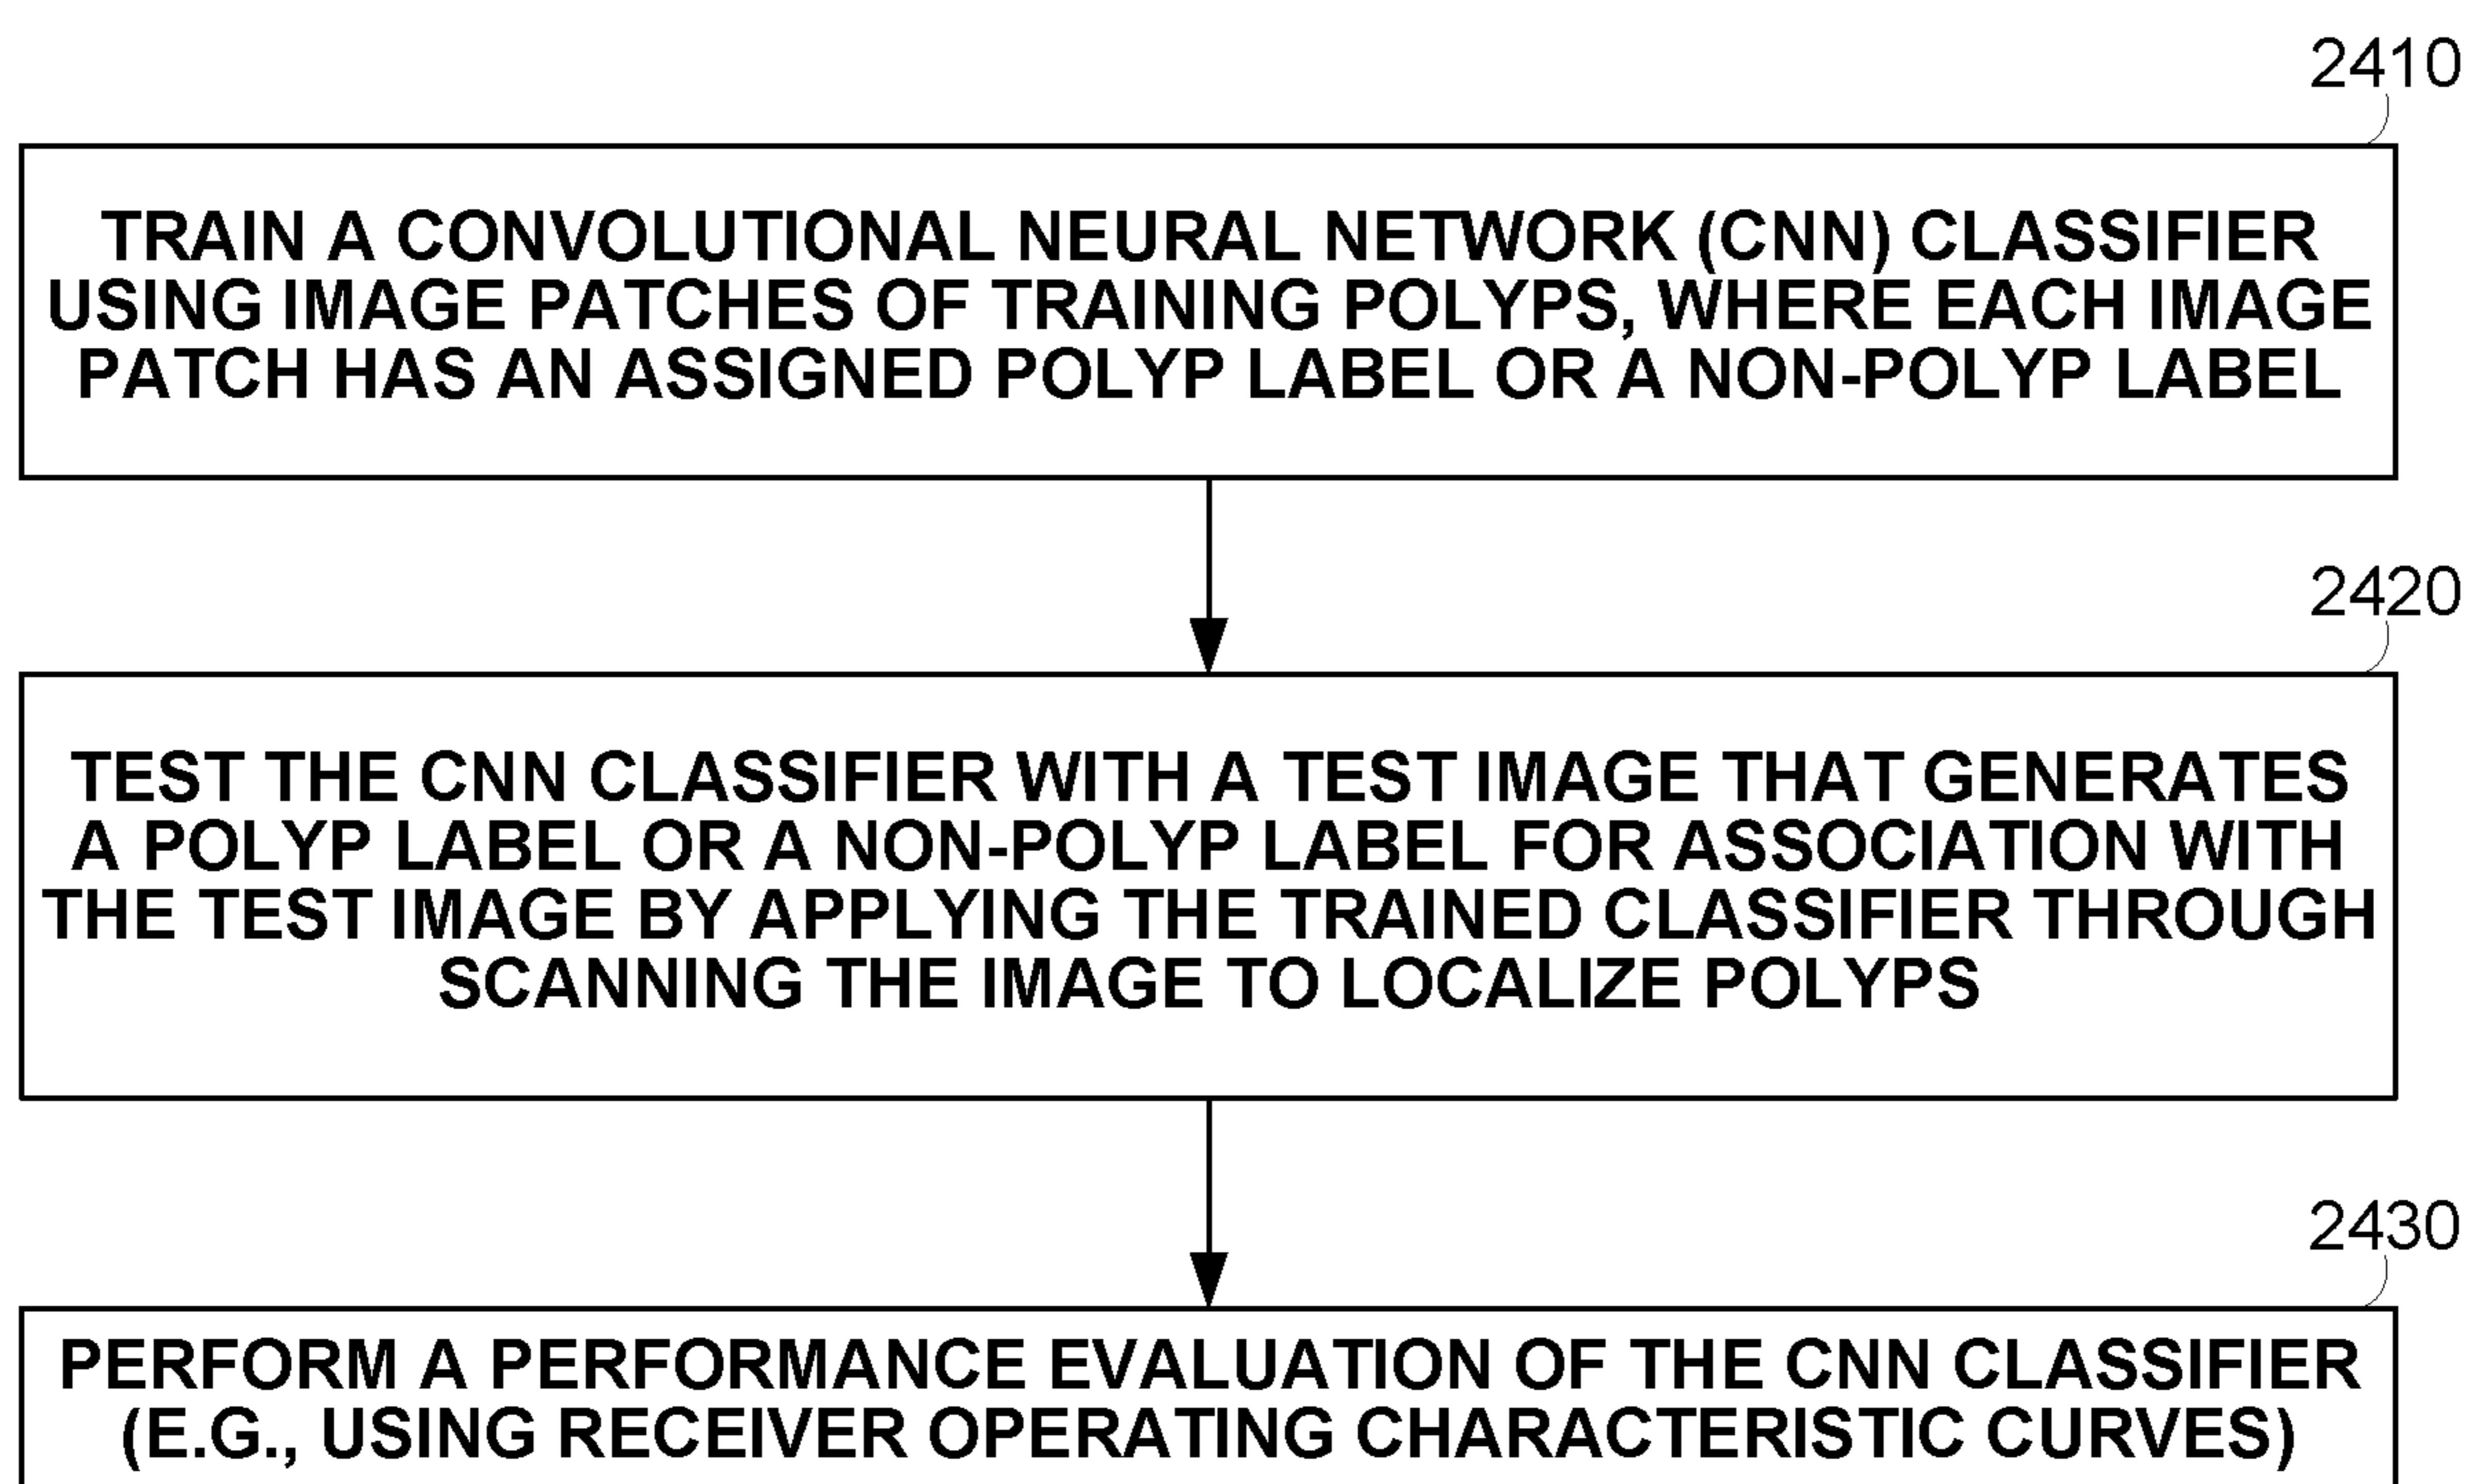 2410
TRAIN A CONVOLUTIONAL NEURAL NETWORK (CNN) CLASSIFIER
USING IMAGE PATCHES OF TRAINING POLYPS, WHERE EACH IMAGE
PATCH HAS AN ASSIGNED POLYP LABEL OR A NON-POLYP LABEL
2420
TEST THE CNN CLASSIFIER WITH A TEST IMAGE THAT GENERATES
A POLYP LABEL OR A NON-POLYP LABEL FOR ASSOCIATION WITH
THE TEST IMAGE BY APPLYING THE TRAINED CLASSIFIER THROUGH
SCANNING THE IMAGE TO LOCALIZE POLYPS
2430
PERFORM A PERFORMANCE EVALUATION OF THE CNN CLASSIFIER
(E.G., USING RECEIVER OPERATING CHARACTERISTIC CURVES)